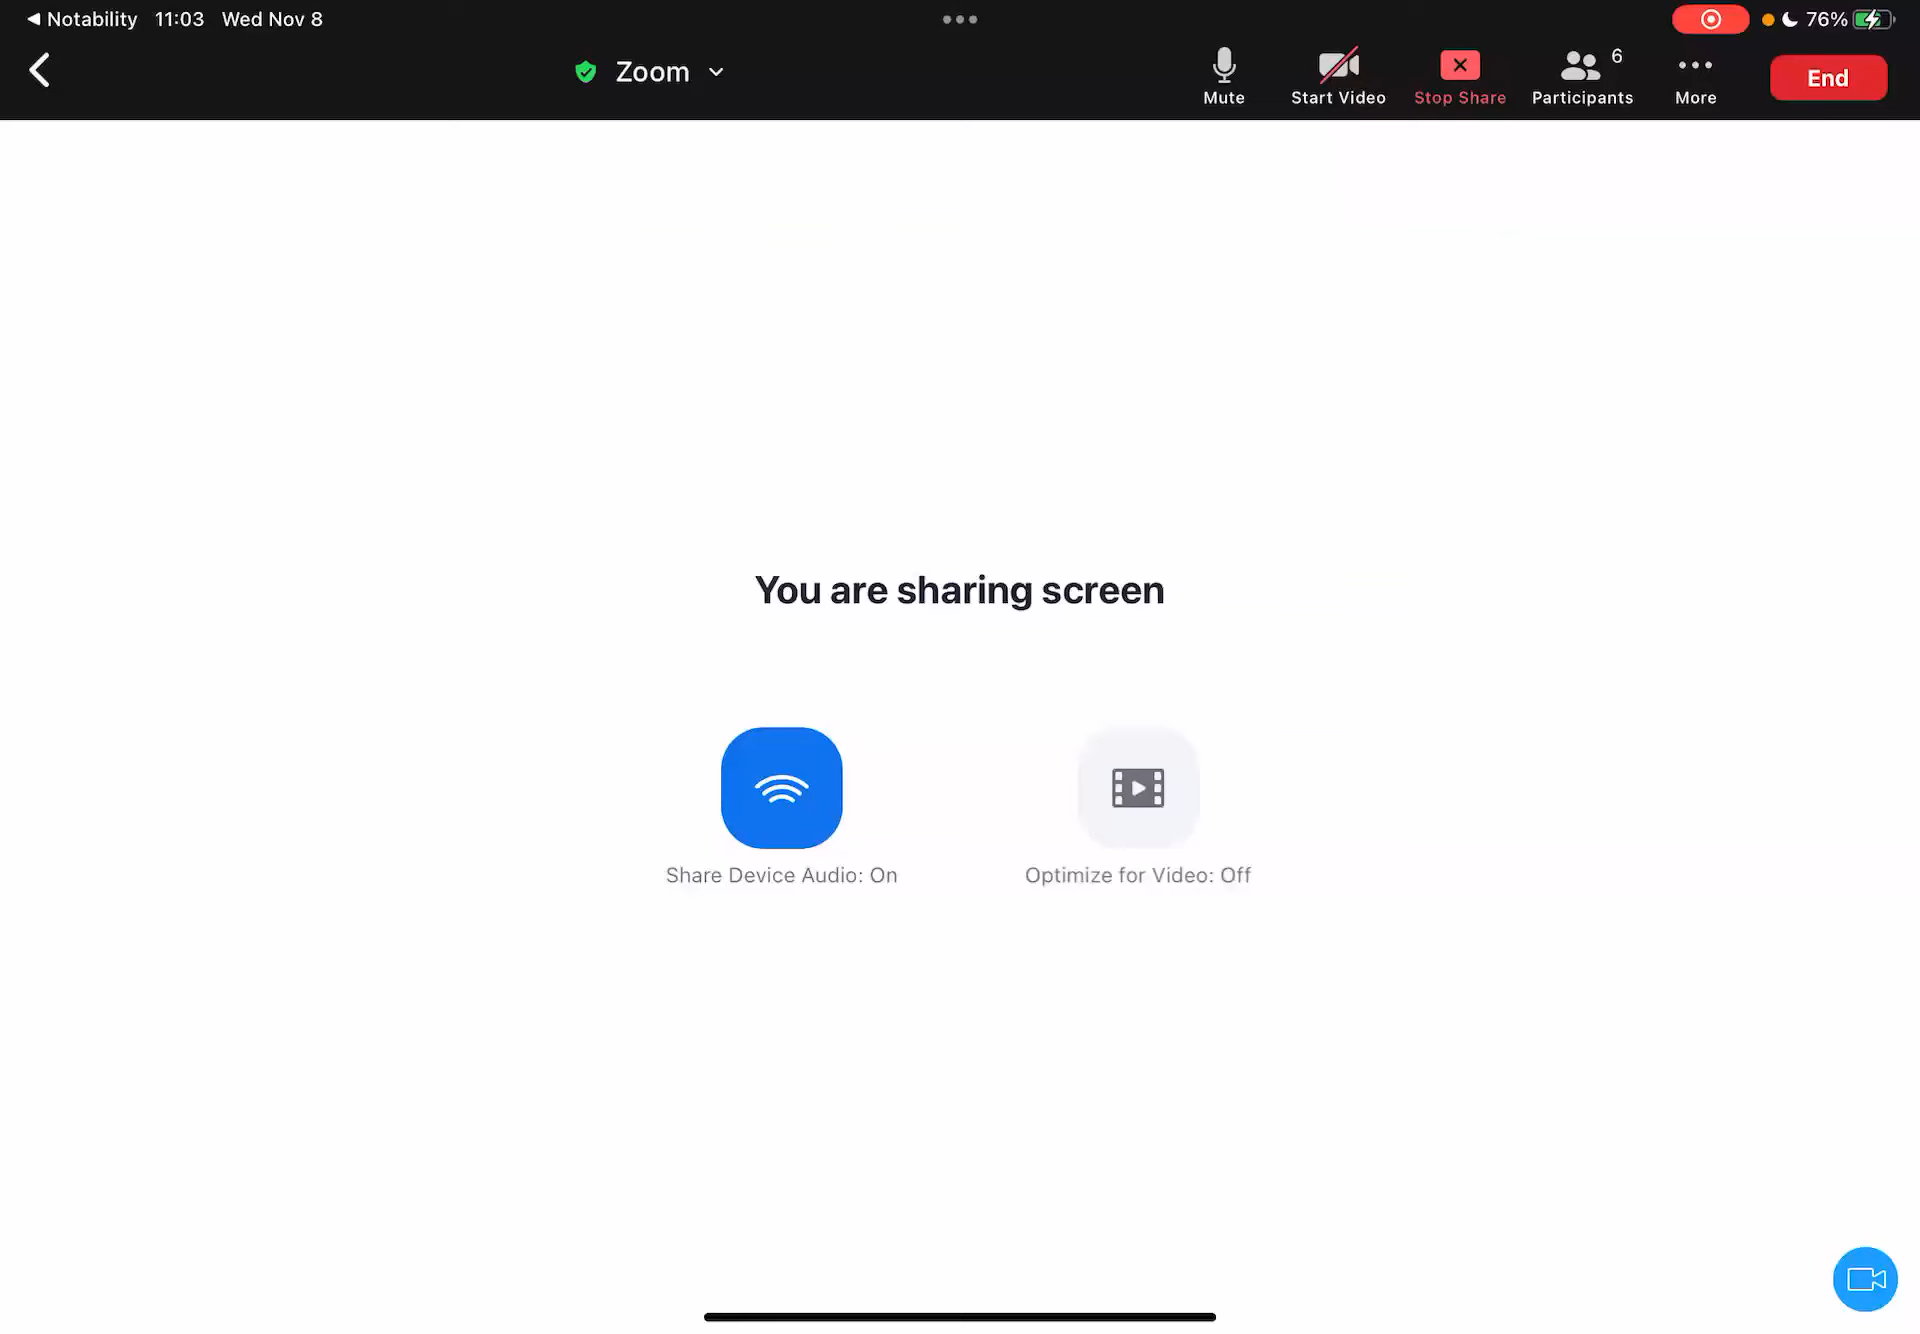 Notability 11:03 Wed Nov 8
76%
Zoom
Mute
Start Video
Stop Share
Participants 6
More
End
You are sharing screen
Share Device Audio: On
Optimize for Video: Off